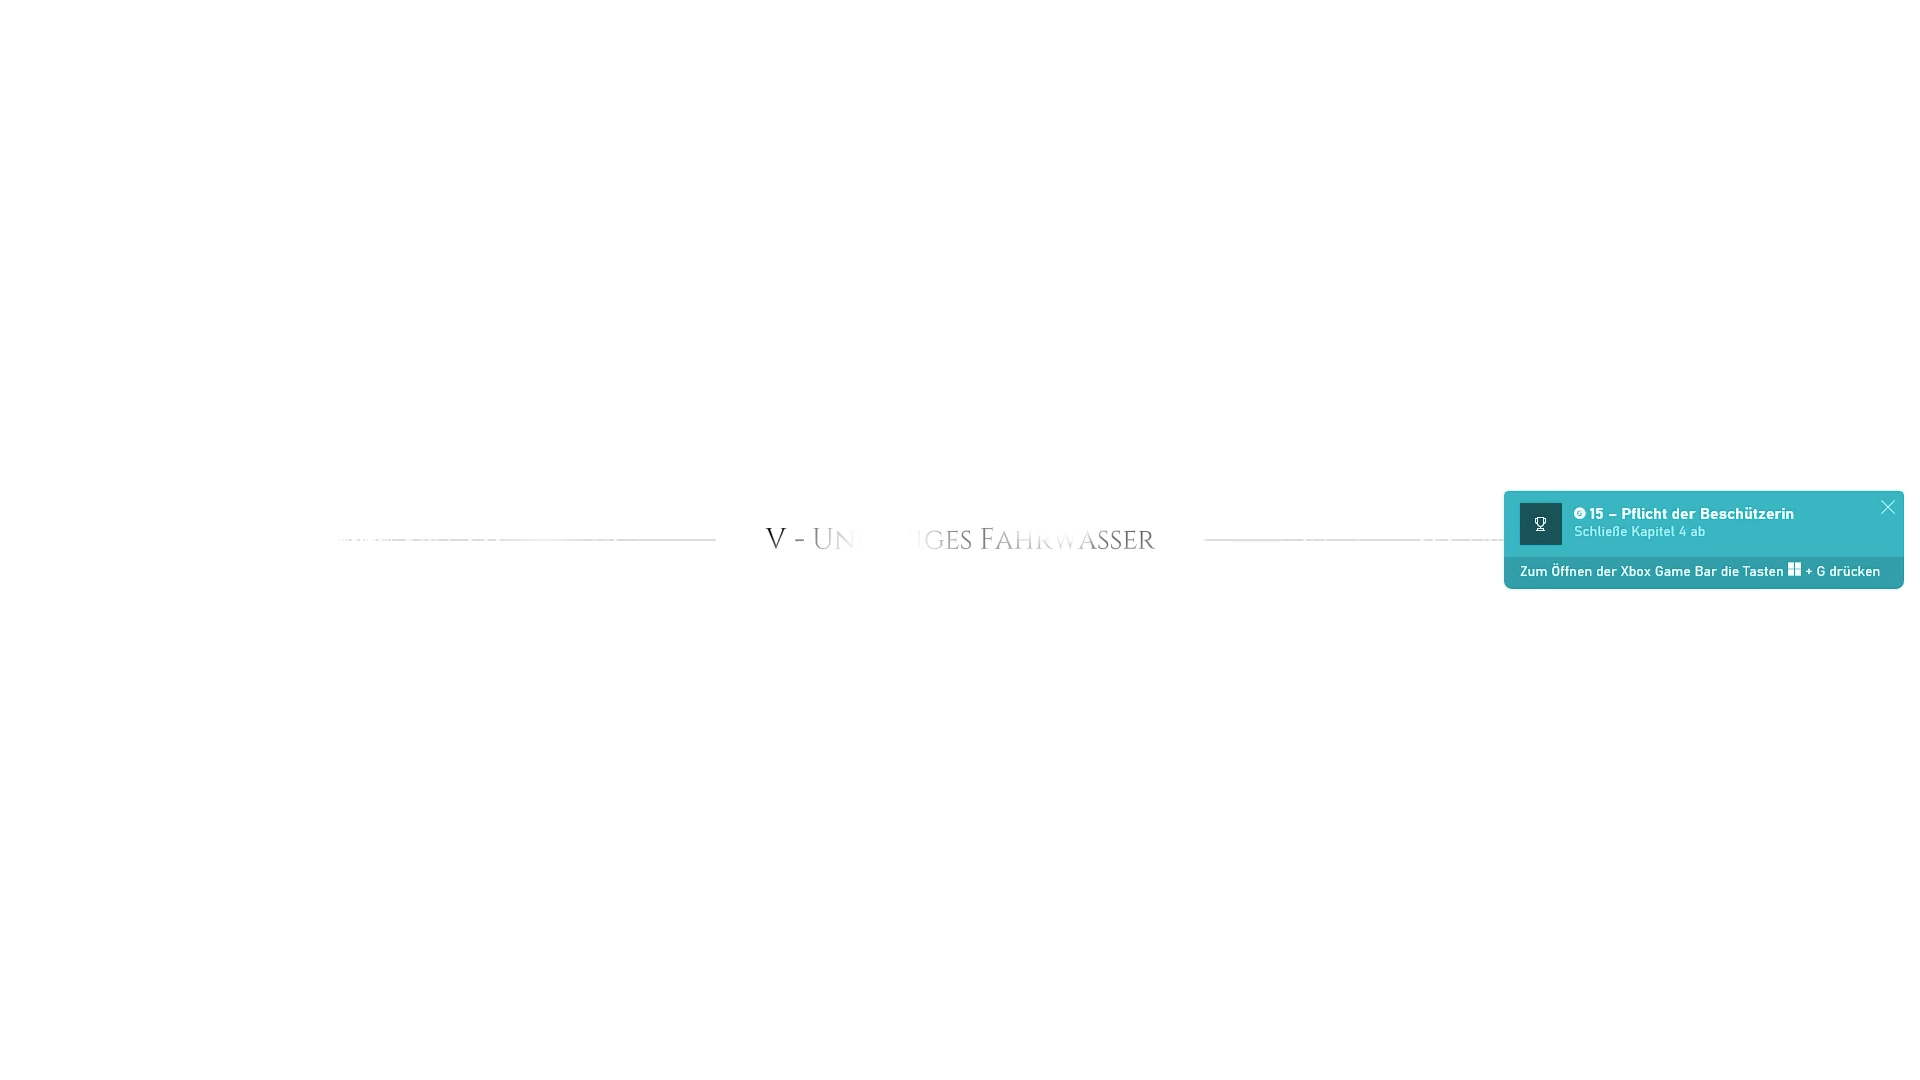 V - FAHRWASSER
15 – Pflicht der Beschützerin
Schließe Kapitel 4 ab
Zum Öffnen der Xbox Game Bar die Tasten + G drücken